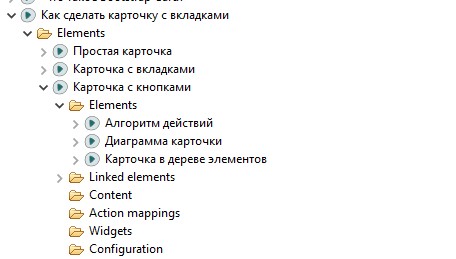 Как сделать карточку с вкладками
Elements
Простая карточка
Карточка с вкладками
Карточка с кнопками
Elements
Алгоритм действий
Диаграмма карточки
Карточка в дереве элементов
Linked elements
Content
Action mappings
Widgets
Configuration